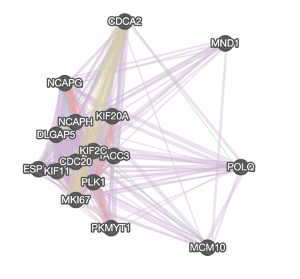 CDCA2
MND1
NCAPG
KIF20A
NCAPH
DLGAP5
KIF2C
TACC3
CDC20
ESP
KIF11
POLQ
PLK1
MKI67
PKMYT1
MCM10